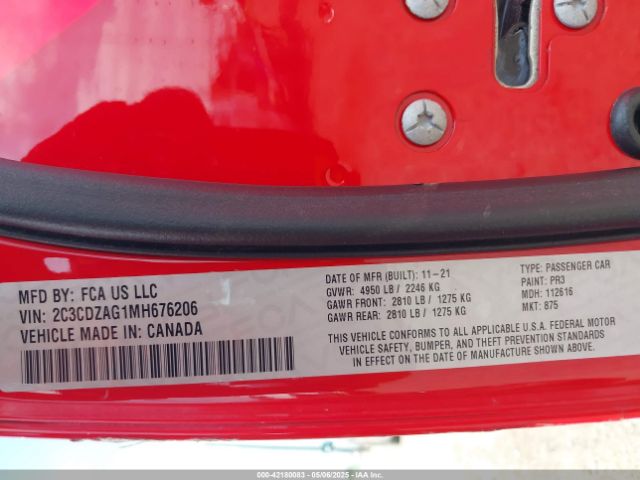 MFD BY: FCA US LLC
VIN: 2C3CDZAG1MH676206
VEHICLE MADE IN: CANADA
DATE OF MFR (BUILT): 11-21
GVWR: 4950 LB / 2246 KG
GAWR FRONT: 2810 LB / 1275 KG
GAWR REAR: 2810 LB / 1275 KG
TYPE: PASSENGER CAR
PAINT: PR3
MDH: 112616
MKT: 875
THIS VEHICLE CONFORMS TO ALL APPLICABLE U.S.A. FEDERAL MOTOR
VEHICLE SAFETY, BUMPER, AND THEFT PREVENTION STANDARDS
IN EFFECT ON THE DATE OF MANUFACTURE SHOWN ABOVE.
000-42180083 - 05/06/2025 - IAA Inc.